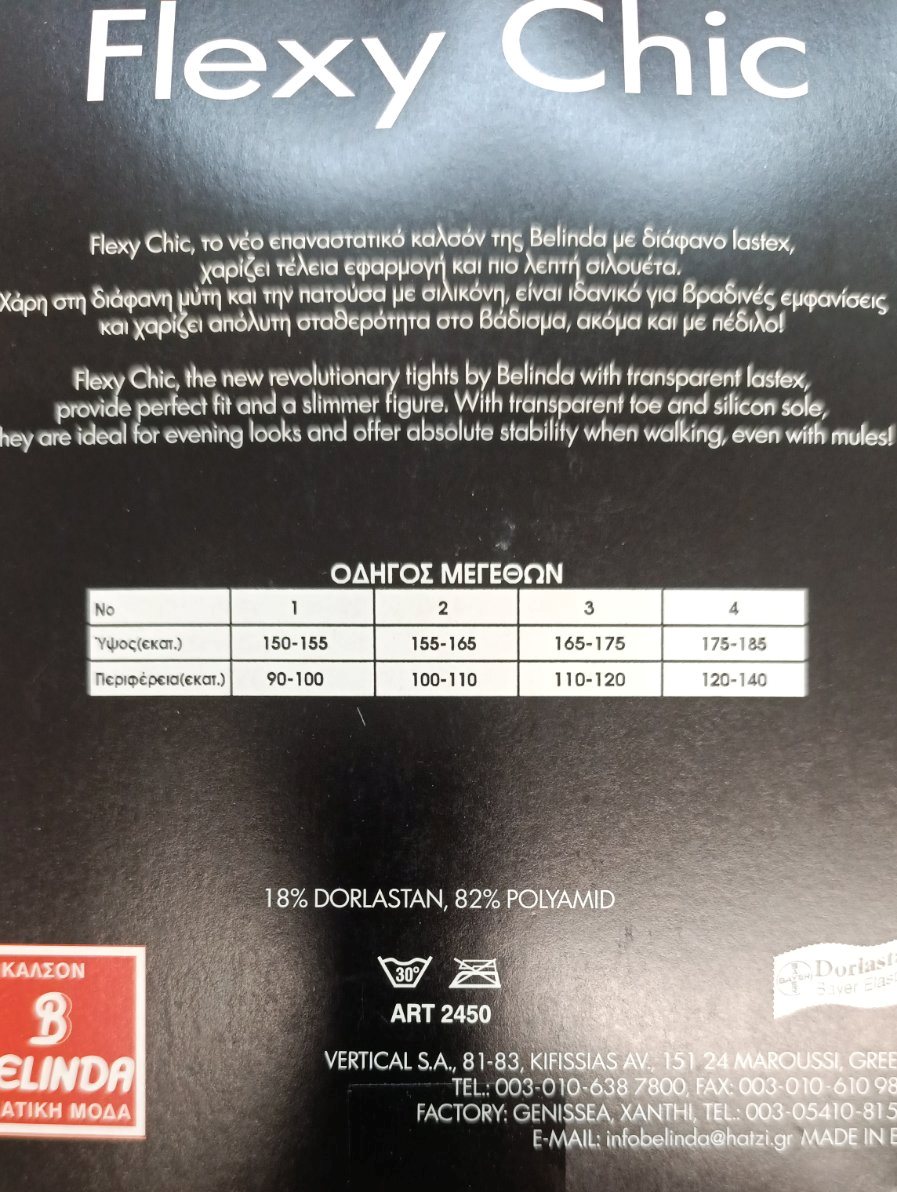 Flexy Chic
Flexy Chic, το νέο επαναστατικό καλσόν της Belinda με διάφανο lastex,
χαρίζει τέλεια εφαρμογή και πιο λεπτή σιλουέτα.
Χάρη στη διάφανη μύτη και την πατούσα με σιλικόνη, είναι ιδανικό για βραδινές εμφανίσεις
και χαρίζει απόλυτη σταθερότητα στο βάδισμα, ακόμα και με πέδιλο!
Flexy Chic, the new revolutionary tights by Belinda with transparent lastex,
provide perfect fit and a slimmer figure. With transparent toe and silicon sole,
hey are ideal for evening looks and offer absolute stability when walking, even with mules!
ΟΔΗΓΟΣ ΜΕΓΕΘΩΝ
Νο 1 2 3 4
Ύψος(εκατ.) 150-155 155-165 165-175 175-185
Περιφέρεια(εκατ.) 90-100 100-110 110-120 120-140
18% DORLASTAN, 82% POLYAMID
30°
ART 2450
ΚΑΛΣΟΝ
B
ELINDA
ΑΤΙΚΗ ΜΟΔΑ
Dorlasta
Bayer Elas
VERTICAL S.A., 81-83, KIFISSIAS AV., 151 24 MAROUSSI, GREE
TEL.: 003-010-638 7800, FAX: 003-010-610 98
FACTORY: GENISSEA, XANTHI, TEL.: 003-05410-815
E-MAIL: infobelinda@hatzi.gr MADE IN E